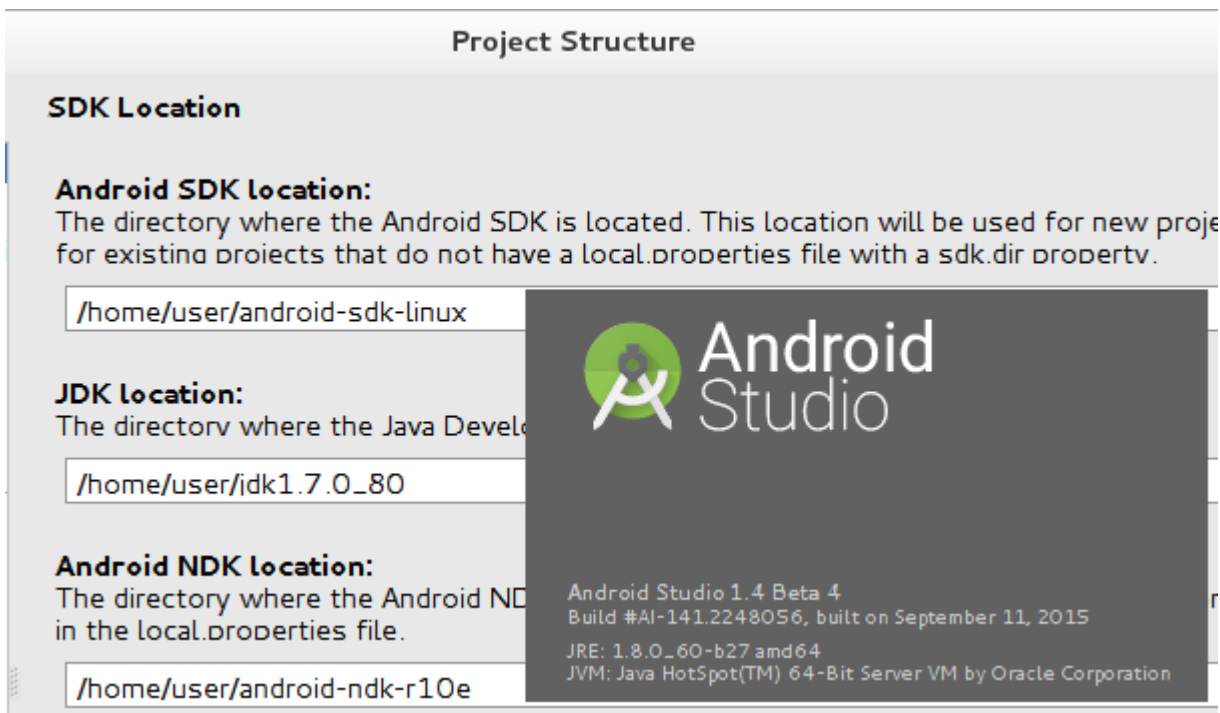 Project Structure
SDK Location
Android SDK location:
The directory where the Android SDK is located. This location will be used for new proje
for existing projects that do not have a local.properties file with a sdk.dir property.
/home/user/android-sdk-linux
JDK location:
The directory where the Java Develo
/home/user/jdk1.7.0_80
Android NDK location:
The directory where the Android ND
in the local.properties file.
/home/user/android-ndk-r10e
Android
Studio
Android Studio 1.4 Beta 4
Build #AI-141.2248056, built on September 11, 2015
JRE: 1.8.0_60-b27 amd64
JVM: Java HotSpot(TM) 64-Bit Server VM by Oracle Corporation